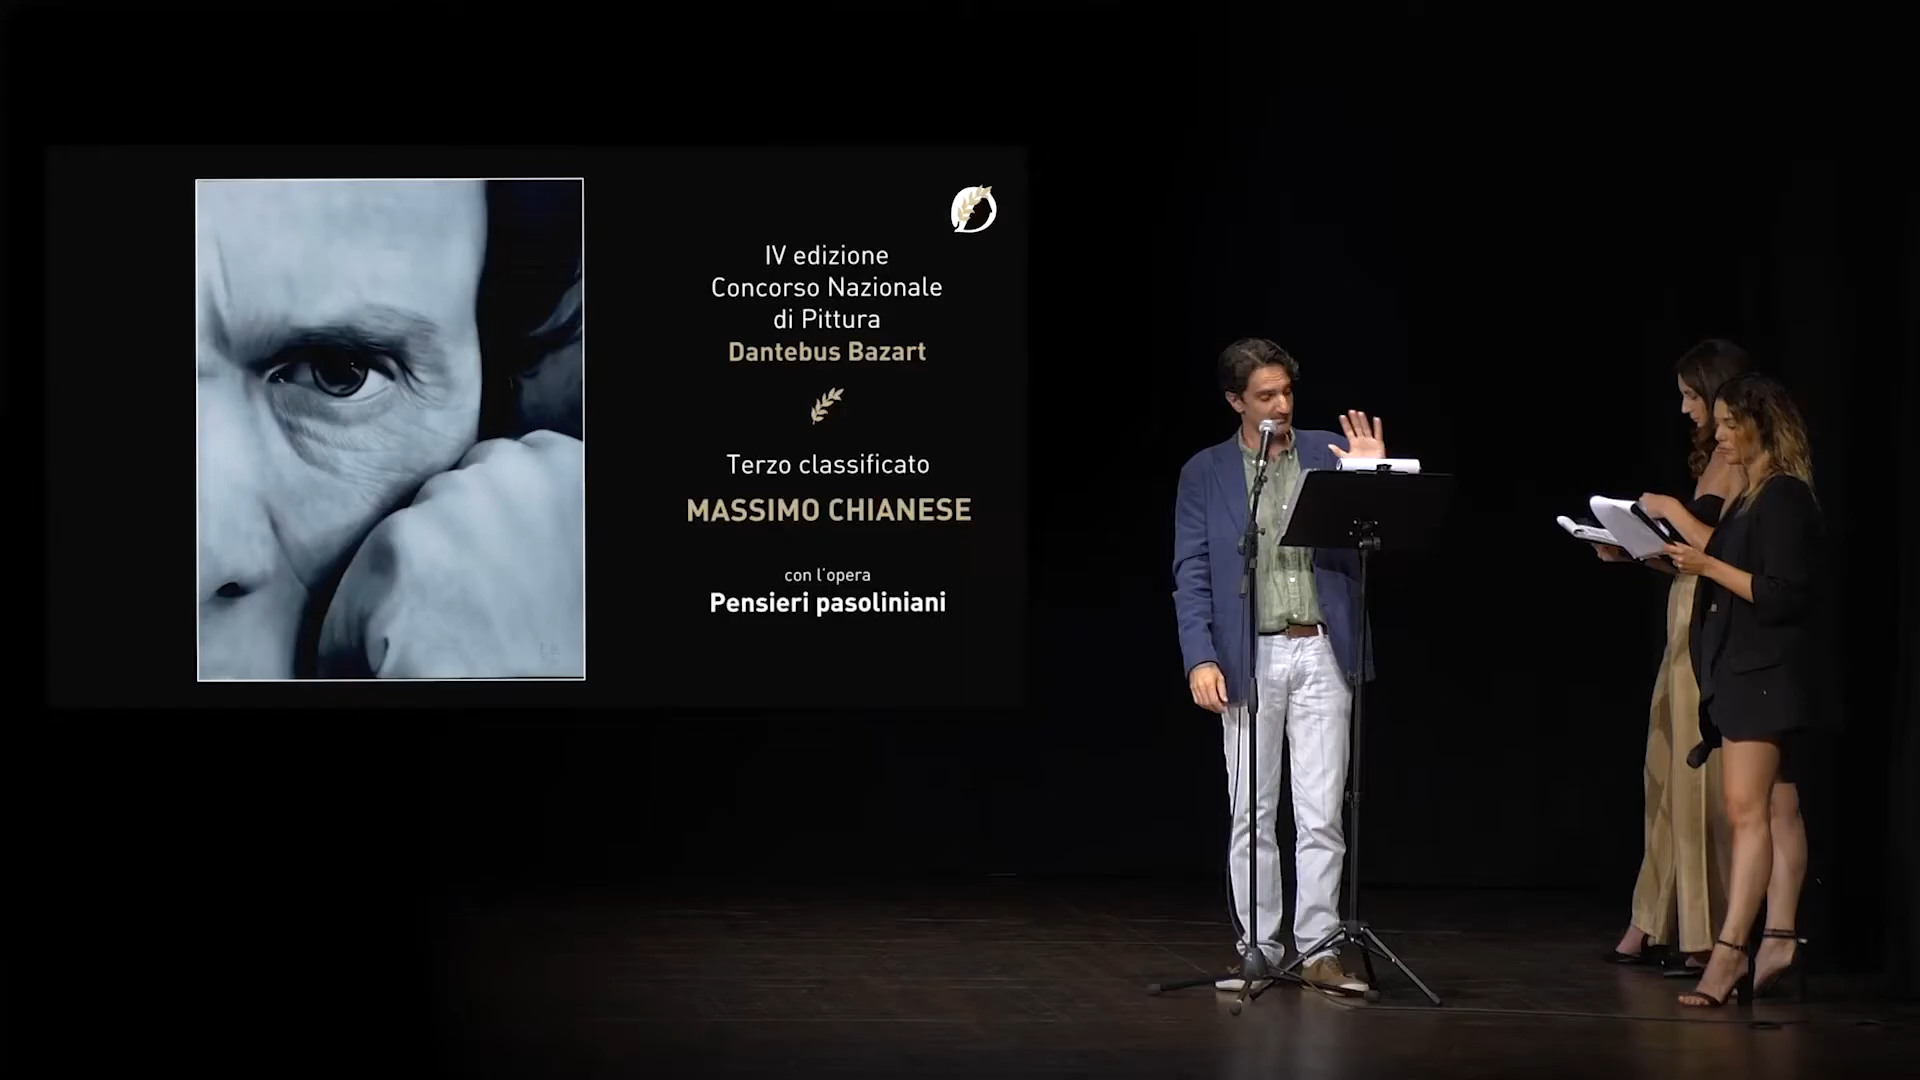 IV edizione
Concorso Nazionale
di Pittura
Dantebus Bazart
Terzo classificato
MASSIMO CHIANESE
con l'opera
Pensieri pasoliniani